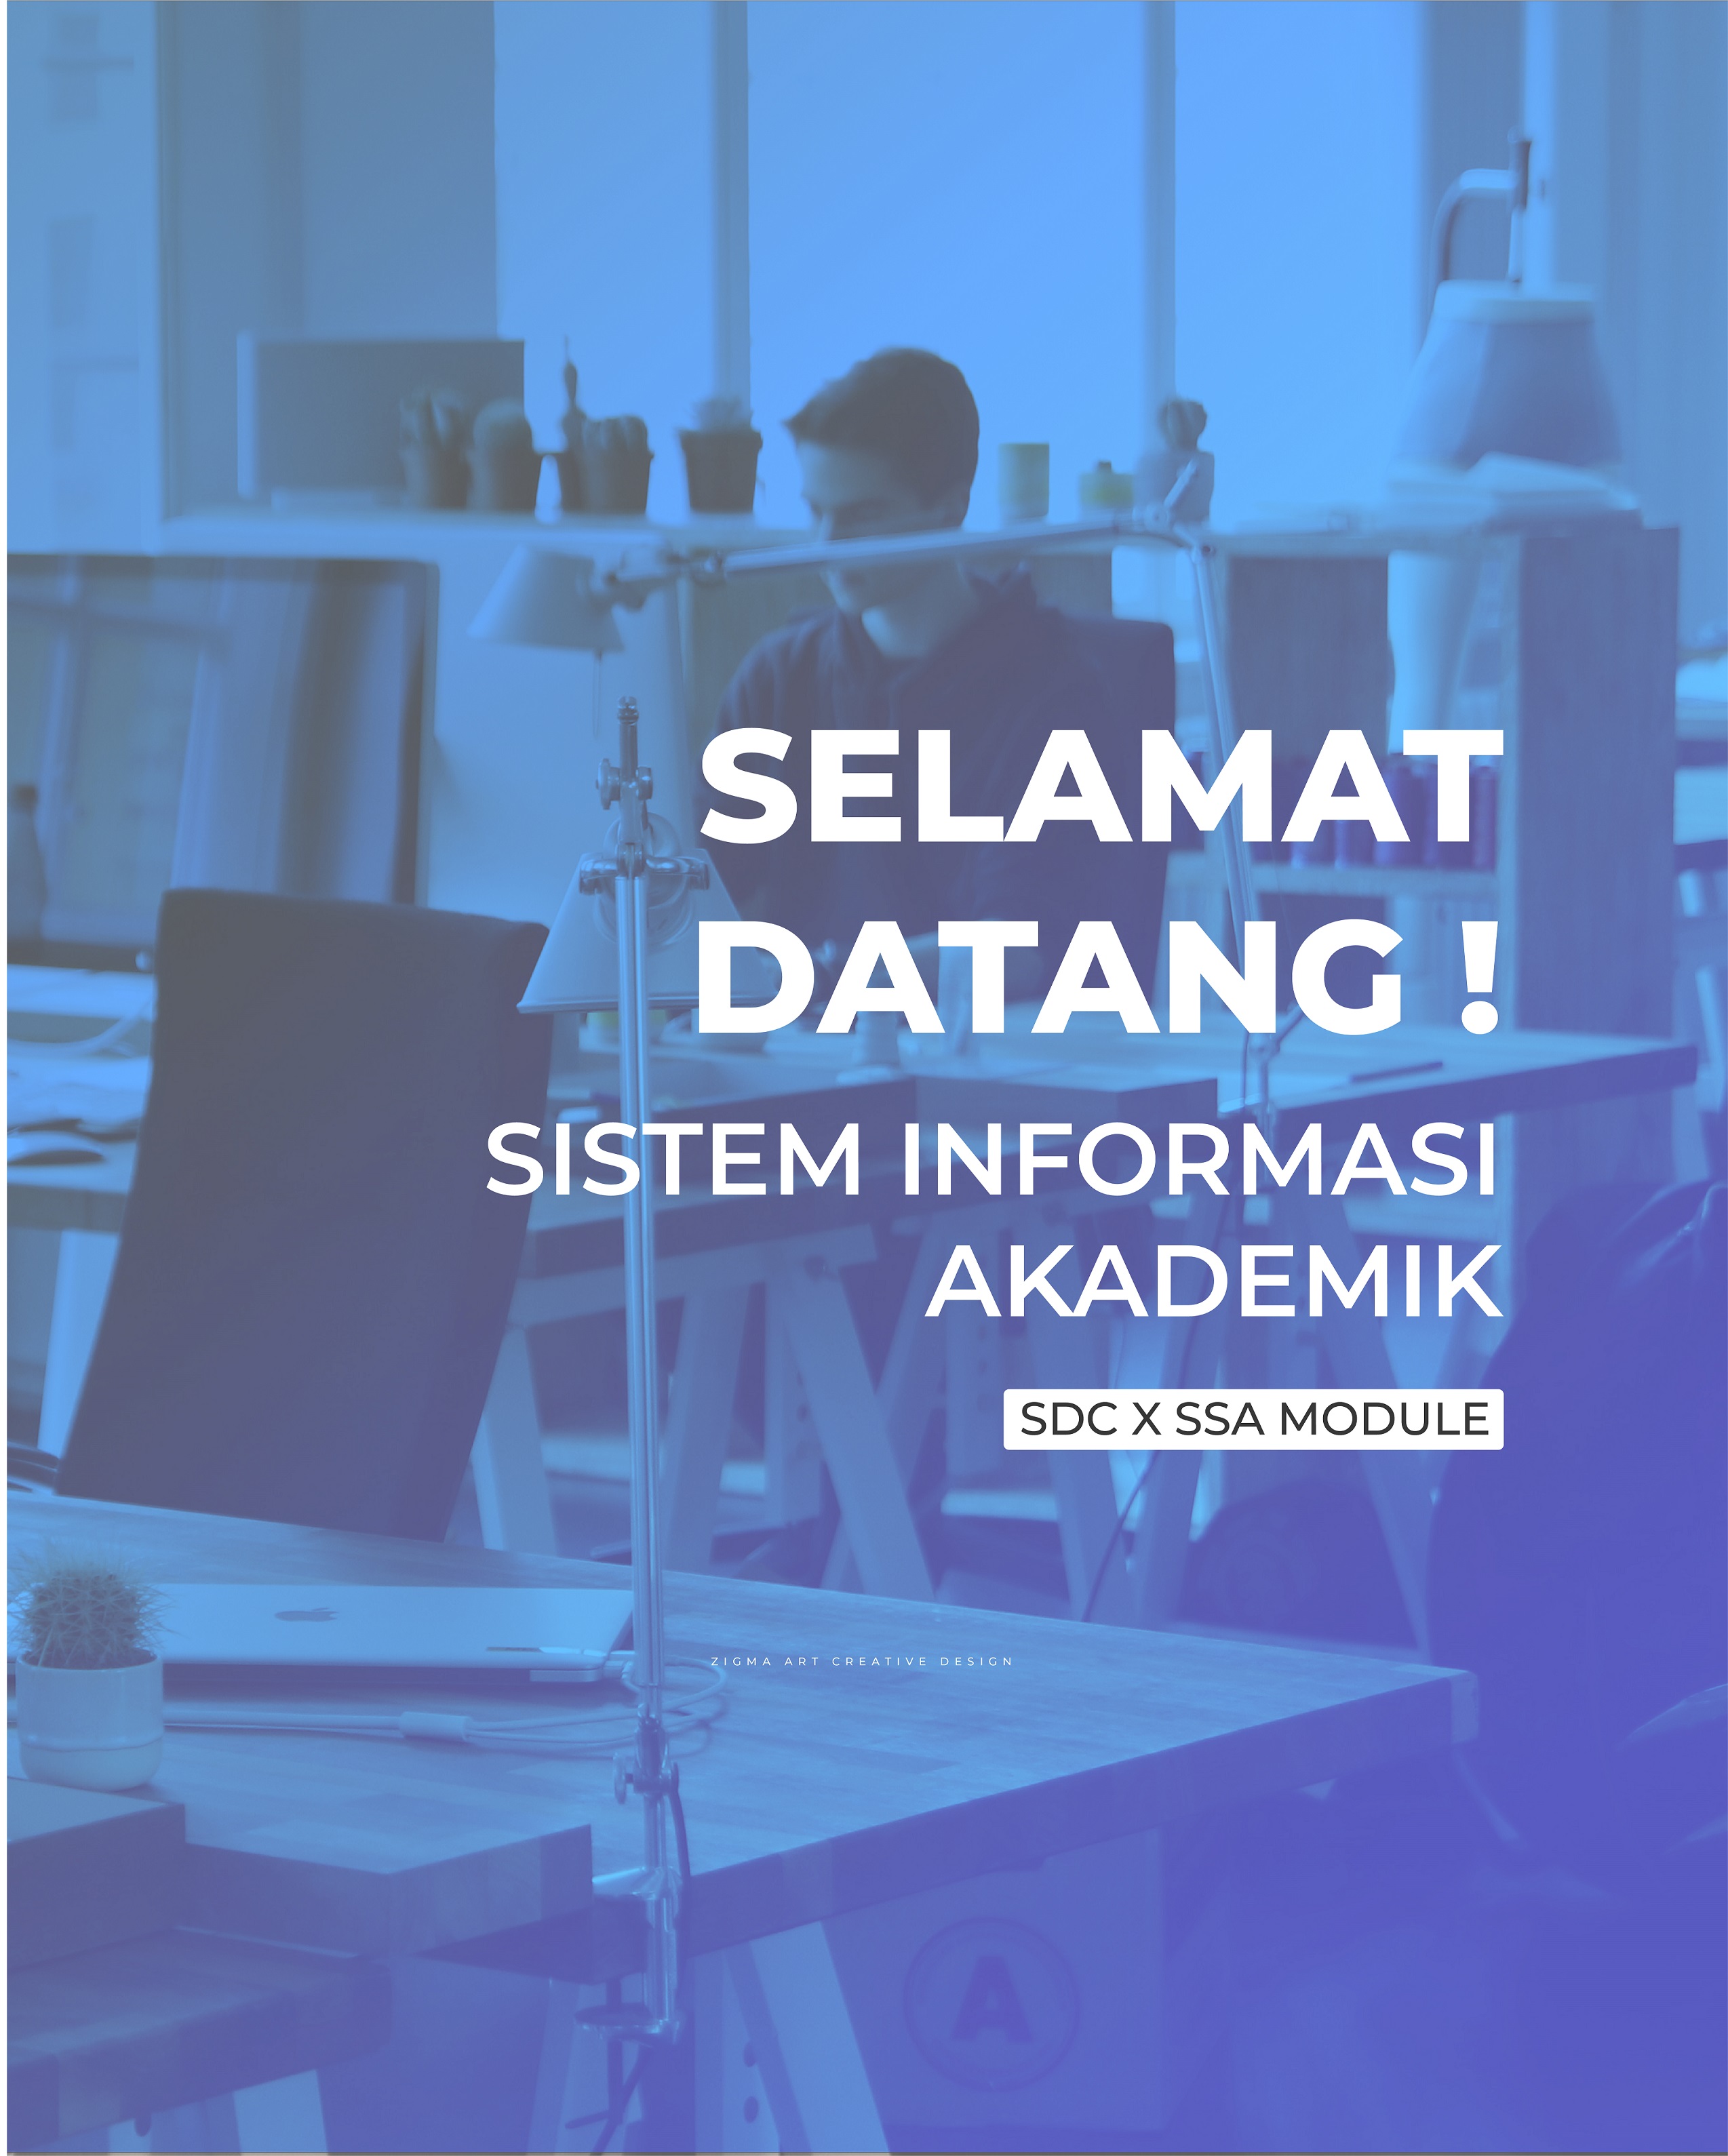 SELAMAT
DATANG !
SISTEM INFORMASI
AKADEMIK
SDC X SSA MODULE
ZIGMA ART CREATIVE DESIGN
A